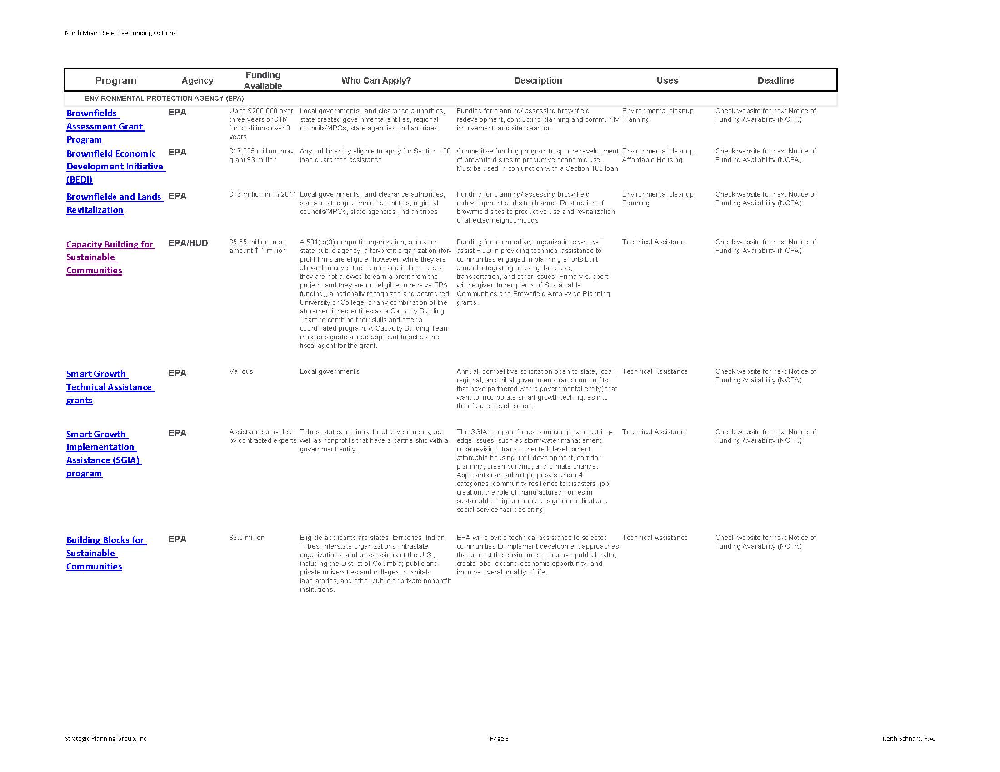 North Miami Selective Funding Options
Program Agency Funding Available Who Can Apply? Description Uses Deadline
ENVIRONMENTAL PROTECTION AGENCY (EPA)
Brownfields
Assessment Grant
Program
EPA
Up to $200,000 over
three years or $1M
for coalitions over 3
years
Local governments, land clearance authorities,
state-created governmental entities, regional
councils/MPOs, state agencies, Indian tribes
Funding for planning/ assessing brownfield
redevelopment, conducting planning and community
involvement, and site cleanup.
Environmental cleanup,
Planning
Check website for next Notice of
Funding Availability (NOFA).
Brownfield Economic
Development Initiative
(BEDI)
EPA
$17.325 million, max
grant $3 million
Any public entity eligible to apply for Section 108
loan guarantee assistance
Competitive funding program to spur redevelopment
of brownfield sites to productive economic use.
Must be used in conjunction with a Section 108 loan
Environmental cleanup,
Affordable Housing
Check website for next Notice of
Funding Availability (NOFA).
Brownfields and Lands
Revitalization
EPA
$76 million in FY2011
Local governments, land clearance authorities,
state-created governmental entities, regional
councils/MPOs, state agencies, Indian tribes
Funding for planning/ assessing brownfield
redevelopment and site cleanup. Restoration of
brownfield sites to productive use and revitalization
of affected neighborhoods
Environmental cleanup,
Planning
Check website for next Notice of
Funding Availability (NOFA).
Capacity Building for
Sustainable
Communities
EPA/HUD
$5.65 million, max
amount $ 1 million
A 501(c)(3) nonprofit organization, a local or
state public agency, a for-profit organization (for-
profit firms are eligible, however, while they are
allowed to cover their direct and indirect costs,
they are not allowed to earn a profit from the
project, and they are not eligible to receive EPA
funding), a nationally recognized and accredited
University or College; or any combination of the
aforementioned entities as a Capacity Building
Team to combine their skills and offer a
coordinated program. A Capacity Building Team
must designate a lead applicant to act as the
fiscal agent for the grant.
Funding for intermediary organizations who will
assist HUD in providing technical assistance to
communities engaged in planning efforts built
around integrating housing, land use,
transportation, and other issues. Primary support
will be given to recipients of Sustainable
Communities and Brownfield Area Wide Planning
grants.
Technical Assistance
Check website for next Notice of
Funding Availability (NOFA).
Smart Growth
Technical Assistance
grants
EPA
Various
Local governments
Annual, competitive solicitation open to state, local,
regional, and tribal governments (and non-profits
that have partnered with a governmental entity) that
want to incorporate smart growth techniques into
their future development.
Technical Assistance
Check website for next Notice of
Funding Availability (NOFA).
Smart Growth
Implementation
Assistance (SGIA)
program
EPA
Assistance provided
by contracted experts
Tribes, states, regions, local governments, as
well as nonprofits that have a partnership with a
government entity.
The SGIA program focuses on complex or cutting-
edge issues, such as stormwater management,
code revision, transit-oriented development,
affordable housing, infill development, corridor
planning, green building, and climate change.
Applicants can submit proposals under 4
categories: community resilience to disasters, job
creation, the role of manufactured homes in
sustainable neighborhood design or medical and
social service facilities siting.
Technical Assistance
Check website for next Notice of
Funding Availability (NOFA).
Building Blocks for
Sustainable
Communities
EPA
$2.5 million
Eligible applicants are states, territories, Indian
Tribes, interstate organizations, intrastate
organizations, and possessions of the U.S.,
including the District of Columbia; public and
private universities and colleges, hospitals,
laboratories, and other public or private nonprofit
institutions.
EPA will provide technical assistance to selected
communities to implement development approaches
that protect the environment, improve public health,
create jobs, expand economic opportunity, and
improve overall quality of life.
Technical Assistance
Check website for next Notice of
Funding Availability (NOFA).
Strategic Planning Group, Inc. Page 3 Keith Schnars, P.A.